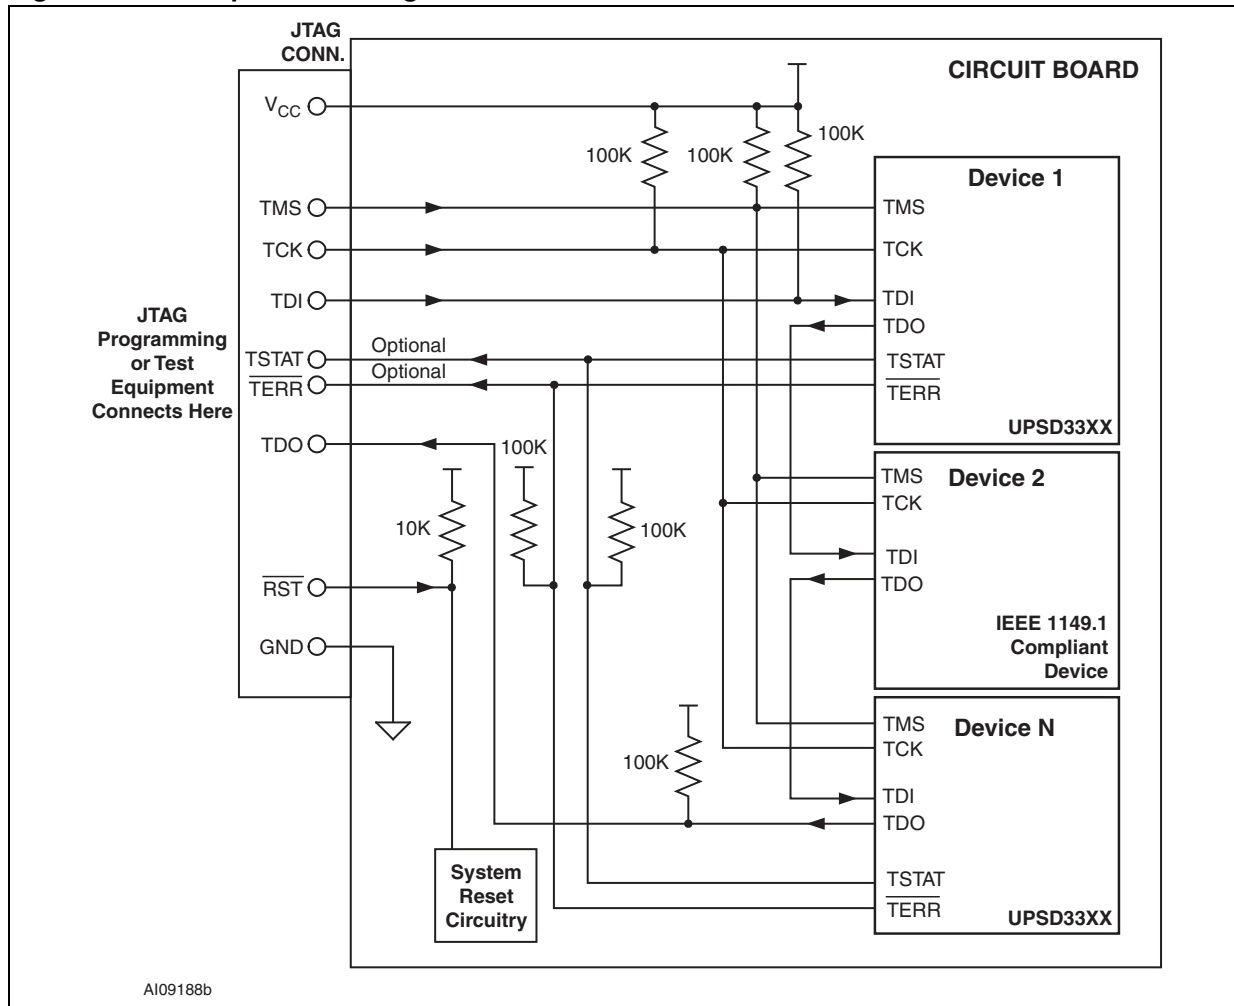 JTAG
CONN.
CIRCUIT BOARD
VCC
100K
100K
100K
Device 1
TMS
TMS
TCK
TCK
TDI
TDI
TDO
JTAG
Programming
or Test
Equipment
Connects Here
TSTAT
Optional
TSTAT
TERR
Optional
TERR
UPSD33XX
TDO
100K
TMS
Device 2
TCK
10K
100K
TDI
TDO
RST
IEEE 1149.1
Compliant
Device
GND
TMS
Device N
TCK
100K
TDI
TDO
System
Reset
Circuitry
TSTAT
TERR
UPSD33XX
AI09188b